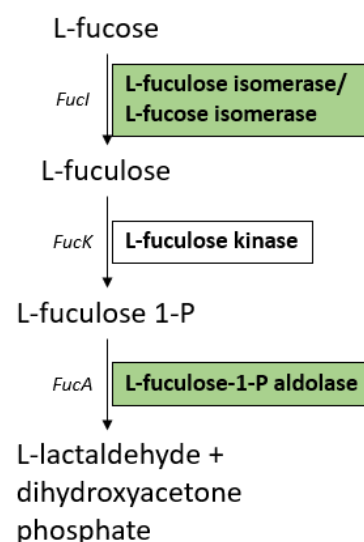 L-fucose
FucI
L-fuculose isomerase/
L-fucose isomerase
L-fuculose
FucK
L-fuculose kinase
L-fuculose 1-P
FucA
L-fuculose-1-P aldolase
L-lactaldehyde +
dihydroxyacetone
phosphate